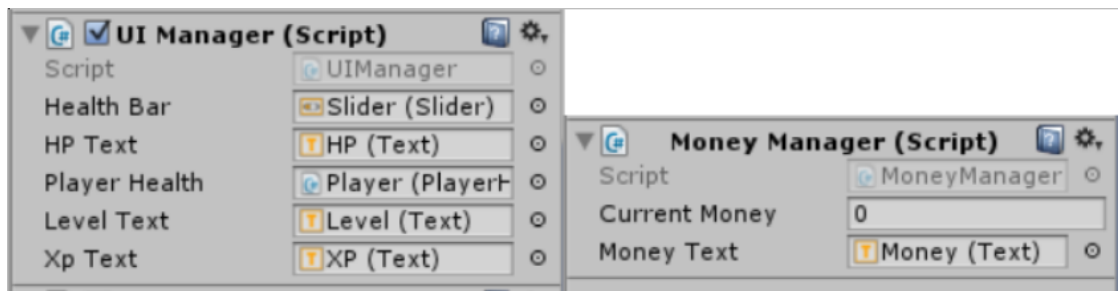 UI Manager (Script)
Script UIManager
Health Bar Slider (Slider)
HP Text HP (Text)
Player Health Player (PlayerH
Level Text Level (Text)
Xp Text XP (Text)
Money Manager (Script)
Script MoneyManager
Current Money 0
Money Text Money (Text)